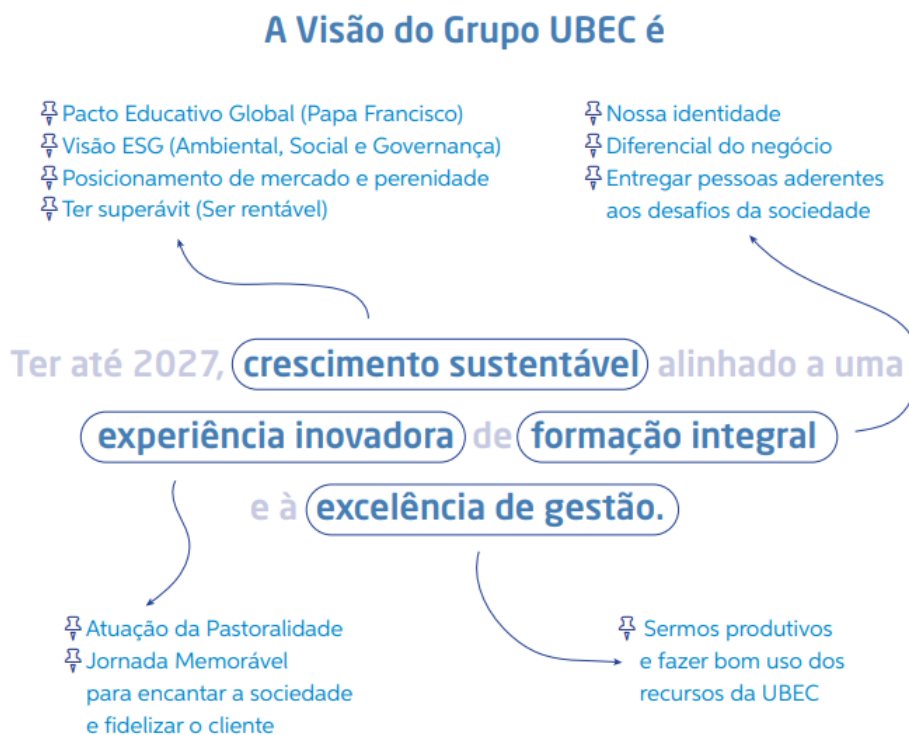 A Visão do Grupo UBEC é
Pacto Educativo Global (Papa Francisco)
Visão ESG (Ambiental, Social e Governança)
Posicionamento de mercado e perenidade
Ter superávit (Ser rentável)
Nossa identidade
Diferencial do negócio
Entregar pessoas aderentes
aos desafios da sociedade
Ter até 2027, crescimento sustentável alinhado a uma
experiência inovadora de formação integral
e à excelência de gestão.
Atuação da Pastoralidade
Jornada Memorável
para encantar a sociedade
e fidelizar o cliente
Sermos produtivos
e fazer bom uso dos
recursos da UBEC